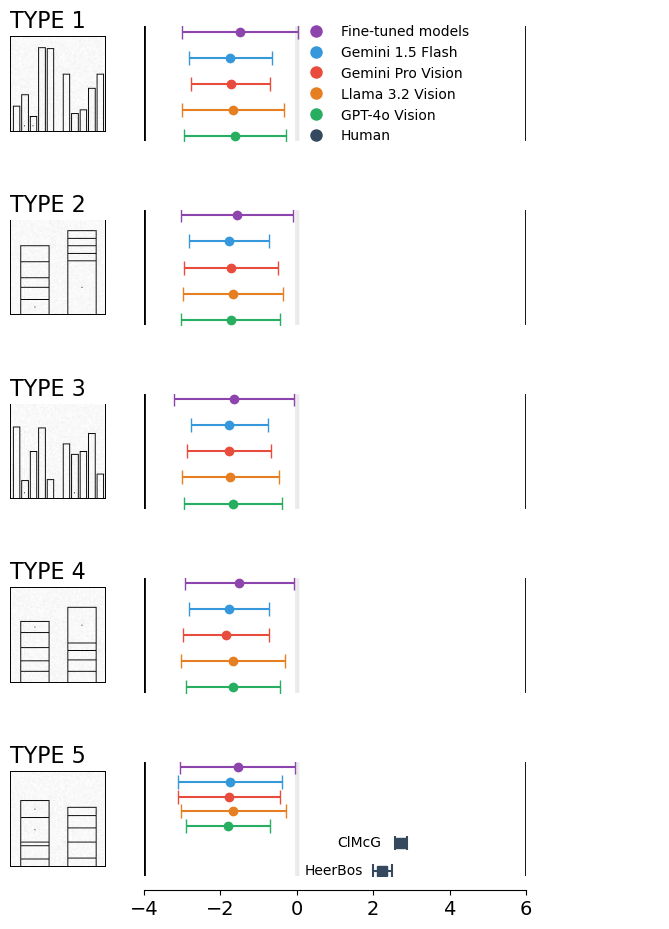 TYPE 1
Fine-tuned models
Gemini 1.5 Flash
Gemini Pro Vision
Llama 3.2 Vision
GPT-4o Vision
Human
TYPE 2
TYPE 3
TYPE 4
TYPE 5
ClMcG
HeerBos
−4 −2 0 2 4 6